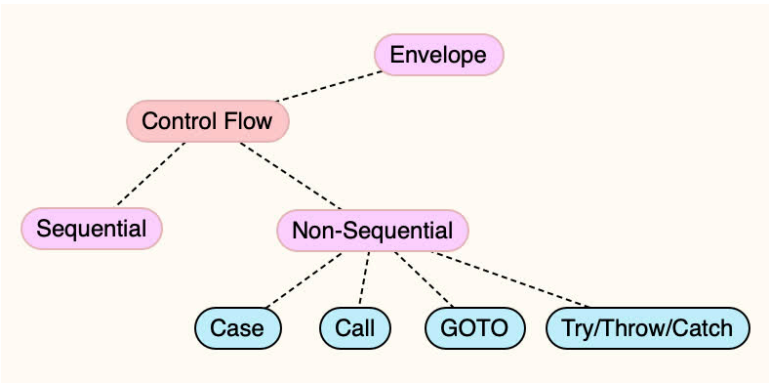 Envelope
Control Flow
Sequential
Non-Sequential
Case
Call
GOTO
Try/Throw/Catch